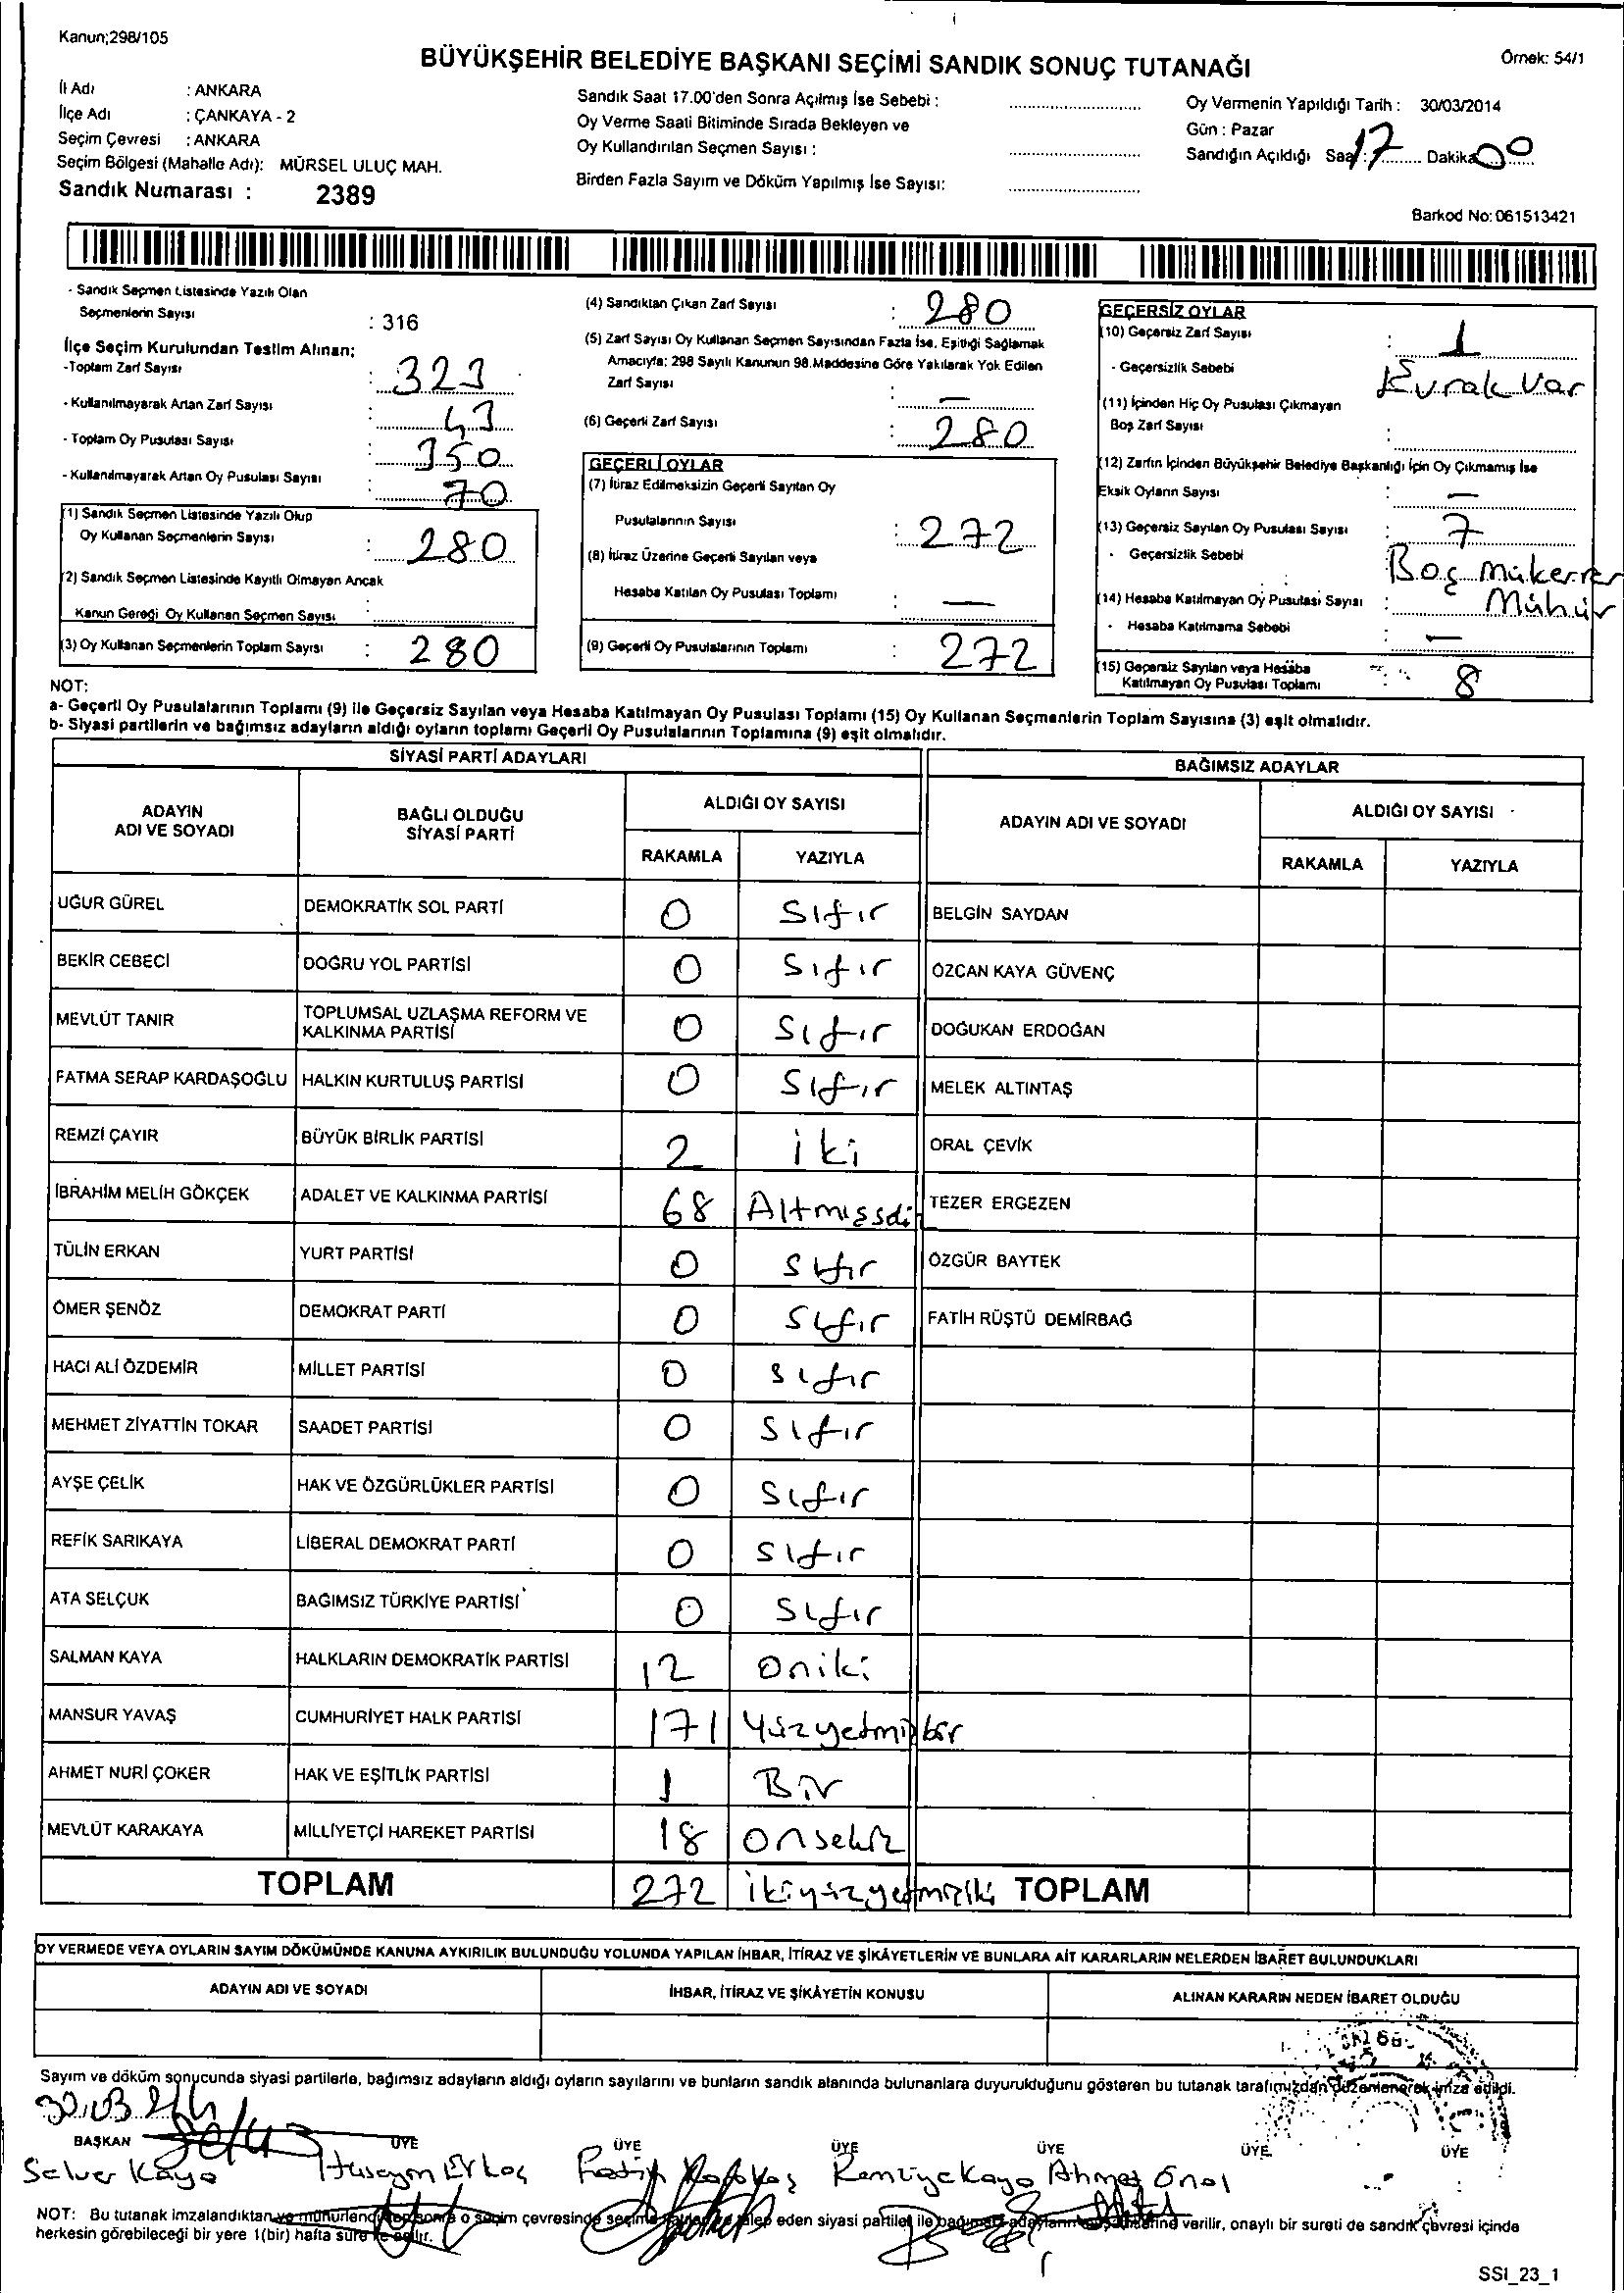 Kanun;298/105
BÜYÜKŞEHİR BELEDİYE BAŞKANI SEÇİMİ SANDIK SONUÇ TUTANAĞI
Örnek: 54/1
İl Adı : ANKARA
İlçe Adı : ÇANKAYA - 2
Seçim Çevresi : ANKARA
Seçim Bölgesi (Mahalle Adı): MÜRSEL ULUÇ MAH.
Sandık Numarası : 2389
Sandık Saat 17.00'den Sonra Açılmış İse Sebebi :
Oy Verme Saati Bitiminde Sırada Bekleyen ve
Oy Kullandırılan Seçmen Sayısı :
Birden Fazla Sayım ve Döküm Yapılmış İse Sayısı:
Oy Vermenin Yapıldığı Tarih : 30/03/2014
Gün : Pazar
Sandığın Açıldığı Saat : 17 Dakika 00
Barkod No: 061513421
- Sandık Seçmen Listesinde Yazılı Olan
Seçmenlerin Sayısı : 316
İlçe Seçim Kurulundan Teslim Alınan;
-Toplam Zarf Sayısı : 323
- Kullanılmayarak Artan Zarf Sayısı : 43
- Toplam Oy Pusulası Sayısı : 350
- Kullanılmayarak Artan Oy Pusulası Sayısı : 70
(1) Sandık Seçmen Listesinde Yazılı Olup
Oy Kullanan Seçmenlerin Sayısı : 280
(2) Sandık Seçmen Listesinde Kayıtlı Olmayan Ancak
Kanun Gereği Oy Kullanan Seçmen Sayısı :
(3) Oy Kullanan Seçmenlerin Toplam Sayısı : 280
(4) Sandıktan Çıkan Zarf Sayısı : 280
(5) Zarf Sayısı Oy Kullanan Seçmen Sayısından Fazla İse, Eşitliği Sağlamak
Amacıyla; 298 Sayılı Kanunun 98.Maddesine Göre Yakılarak Yok Edilen
Zarf Sayısı : —
(6) Geçerli Zarf Sayısı : 280
GEÇERLİ OYLAR
(7) İtiraz Edilmeksizin Geçerli Sayılan Oy
Pusulalarının Sayısı : 272
(8) İtiraz Üzerine Geçerli Sayılan veya
Hesaba Katılan Oy Pusulası Toplamı : —
(9) Geçerli Oy Pusulalarının Toplamı : 272
GEÇERSİZ OYLAR
(10) Geçersiz Zarf Sayısı : 1
- Geçersizlik Sebebi : Evrak var
(11) İçinden Hiç Oy Pusulası Çıkmayan
Boş Zarf Sayısı :
(12) Zarfın İçinden Büyükşehir Belediye Başkanlığı İçin Oy Çıkmamış İse
Eksik Oyların Sayısı : —
(13) Geçersiz Sayılan Oy Pusulası Sayısı : 7
- Geçersizlik Sebebi : Boş mükerrer
Mühür
(14) Hesaba Katılmayan Oy Pusulası Sayısı :
- Hesaba Katılmama Sebebi : —
(15) Geçersiz Sayılan veya Hesaba
Katılmayan Oy Pusulası Toplamı : 8
NOT:
a- Geçerli Oy Pusulalarının Toplamı (9) ile Geçersiz Sayılan veya Hesaba Katılmayan Oy Pusulası Toplamı (15) Oy Kullanan Seçmenlerin Toplam Sayısına (3) eşit olmalıdır.
b- Siyasi partilerin ve bağımsız adayların aldığı oyların toplamı Geçerli Oy Pusulalarının Toplamına (9) eşit olmalıdır.
SİYASİ PARTİ ADAYLARI
BAĞIMSIZ ADAYLAR
ADAYIN ADI VE SOYADI
BAĞLI OLDUĞU SİYASİ PARTİ
ALDIĞI OY SAYISI
RAKAMLA YAZIYLA
ADAYIN ADI VE SOYADI
ALDIĞI OY SAYISI
RAKAMLA YAZIYLA
UĞUR GÜREL DEMOKRATİK SOL PARTİ 0 Sıfır BELGİN SAYDAN
BEKİR CEBECİ DOĞRU YOL PARTİSİ 0 Sıfır ÖZCAN KAYA GÜVENÇ
MEVLÜT TANIR TOPLUMSAL UZLAŞMA REFORM VE KALKINMA PARTİSİ 0 Sıfır DOĞUKAN ERDOĞAN
FATMA SERAP KARDAŞOĞLU HALKIN KURTULUŞ PARTİSİ 0 Sıfır MELEK ALTINTAŞ
REMZİ ÇAYIR BÜYÜK BİRLİK PARTİSİ 2 iki ORAL ÇEVİK
İBRAHİM MELİH GÖKÇEK ADALET VE KALKINMA PARTİSİ 68 Altmışs​di TEZER ERGEZEN
TÜLİN ERKAN YURT PARTİSİ 0 Sıfır ÖZGÜR BAYTEK
ÖMER ŞENÖZ DEMOKRAT PARTİ 0 Sıfır FATİH RÜŞTÜ DEMİRBAĞ
HACI ALİ ÖZDEMİR MİLLET PARTİSİ 0 Sıfır
MEHMET ZİYATTİN TOKAR SAADET PARTİSİ 0 Sıfır
AYŞE ÇELİK HAK VE ÖZGÜRLÜKLER PARTİSİ 0 Sıfır
REFİK SARIKAYA LİBERAL DEMOKRAT PARTİ 0 Sıfır
ATA SELÇUK BAĞIMSIZ TÜRKİYE PARTİSİ 0 Sıfır
SALMAN KAYA HALKLARIN DEMOKRATİK PARTİSİ 12 oniki
MANSUR YAVAŞ CUMHURİYET HALK PARTİSİ 171 Yüzyetmişbir
AHMET NURİ ÇOKER HAK VE EŞİTLİK PARTİSİ 1 Bir
MEVLÜT KARAKAYA MİLLİYETÇİ HAREKET PARTİSİ 18 onsekiz
TOPLAM 272 ikiyüzyetmişiki TOPLAM
OY VERMEDE VEYA OYLARIN SAYIM DÖKÜMÜNDE KANUNA AYKIRILIK BULUNDUĞU YOLUNDA YAPILAN İHBAR, İTİRAZ VE ŞİKÂYETLERİN VE BUNLARA AİT KARARLARIN NELERDEN İBARET BULUNDUKLARI
ADAYIN ADI VE SOYADI İHBAR, İTİRAZ VE ŞİKÂYETİN KONUSU ALINAN KARARIN NEDEN İBARET OLDUĞU
Sayım ve döküm sonucunda siyasi partilerle, bağımsız adayların aldığı oyların sayılarını ve bunların sandık alanında bulunanlara duyurulduğunu gösteren bu tutanak tarafımızdan düzenlenerek imza edildi.
BAŞKAN ÜYE ÜYE ÜYE ÜYE ÜYE ÜYE
Selver Kaya Hüseyin Fatih Remziye Kaya Ahmet Önal
NOT: Bu tutanak imzalandıktan ve mühürlendikten sonra o seçim çevresinde seçime talep eden siyasi partiler ile bağımsız adayların verilir, onaylı bir sureti de sandık çevresi içinde
herkesin görebileceği bir yere 1(bir) hafta süre ile asılır.
SSI_23_1